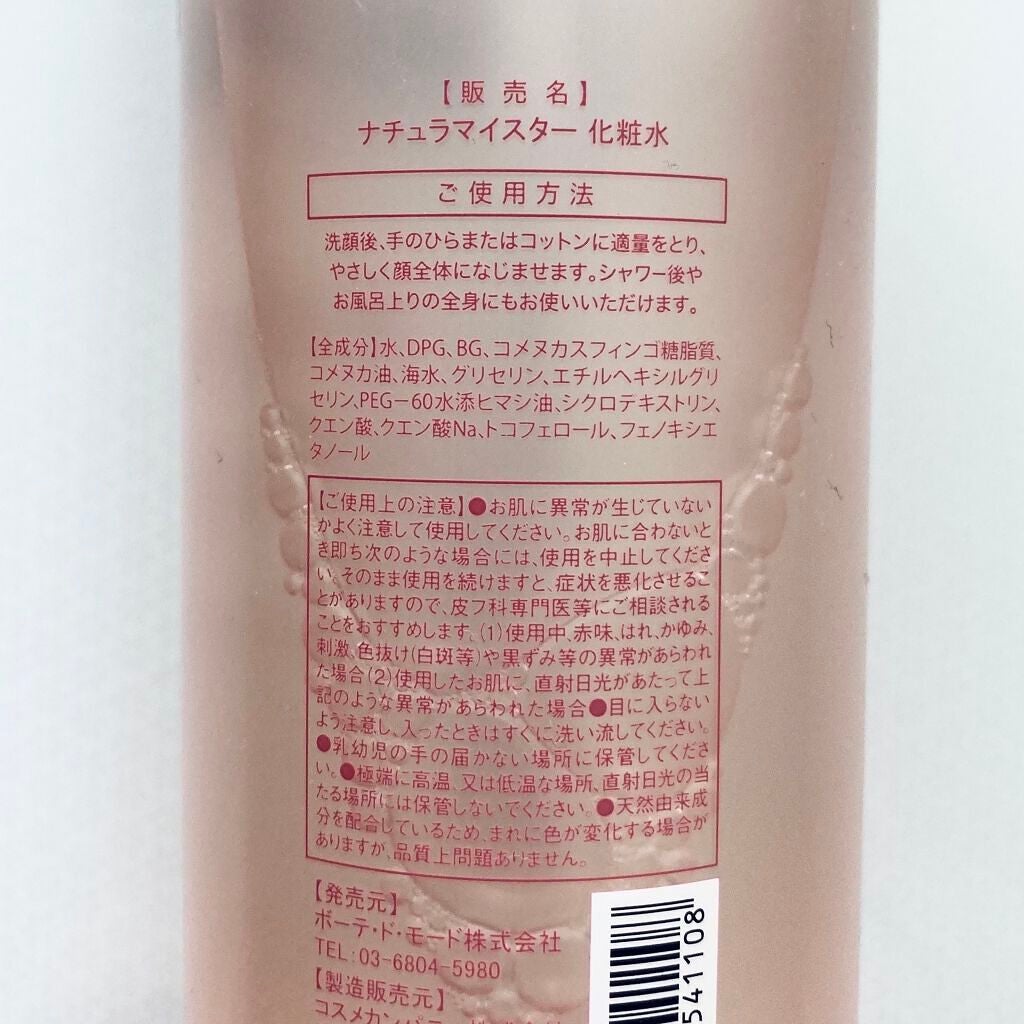 【販売名】
ナチュラマイスター 化粧水
ご使用方法
洗顔後、手のひらまたはコットンに適量をとり、
やさしく顔全体になじませます。シャワー後や
お風呂上りの全身にもお使いいただけます。
【全成分】水、DPG、BG、コメヌカスフィンゴ糖脂質、
コメヌカ油、海水、グリセリン、エチルヘキシルグリ
セリン、PEG－60水添ヒマシ油、シクロデキストリン、
クエン酸、クエン酸Na、トコフェロール、フェノキシエ
タノール
【ご使用上の注意】●お肌に異常が生じていない
かよく注意して使用してください。お肌に合わないと
き即ち次のような場合には、使用を中止してくださ
い。そのまま使用を続けますと、症状を悪化させるこ
とがありますので、皮フ科専門医等にご相談される
ことをおすすめします。（1）使用中、赤味、はれ、かゆみ、
刺激、色抜け（白斑等）や黒ずみ等の異常があらわれ
た場合（2）使用したお肌に、直射日光があたって上
記のような異常があらわれた場合●目に入らない
よう注意し、入ったときはすぐに洗い流してください。
●乳幼児の手の届かない場所に保管してくださ
い。●極端に高温、又は低温な場所、直射日光の当
たる場所には保管しないでください。●天然由来成
分を配合しているため、まれに色が変化する場合が
ありますが、品質上問題ありません。
【発売元】
ボーテ・ド・モード株式会社
TEL：03-6804-5980
【製造販売元】
コスメカンパニー株式会社
541108